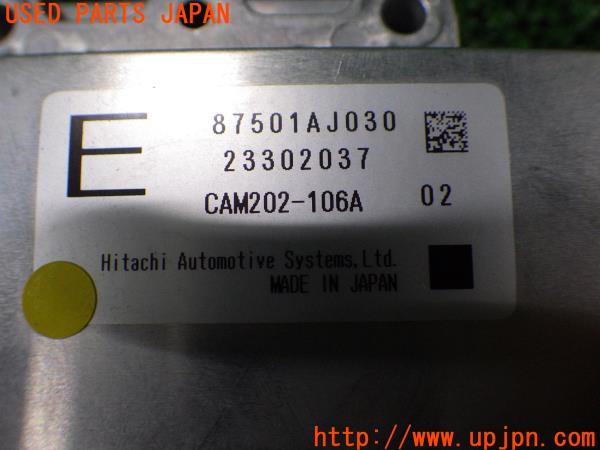 USED PARTS JAPAN
E
87501AJ030
23302037
CAM202-106A 02
Hitachi Automotive Systems,Ltd.
MADE IN JAPAN
http://www.upjpn.com/